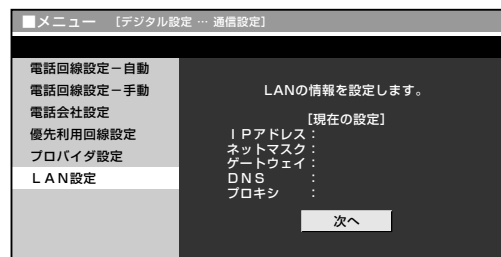 ■メニュー ［デジタル設定 … 通信設定］
電話回線設定－自動
電話回線設定－手動
電話会社設定
優先利用回線設定
プロバイダ設定
ＬＡＮ設定
LANの情報を設定します。
［現在の設定］
ＩＰアドレス：
ネットマスク：
ゲートウェイ：
ＤＮＳ：
プロキシ：
次へ